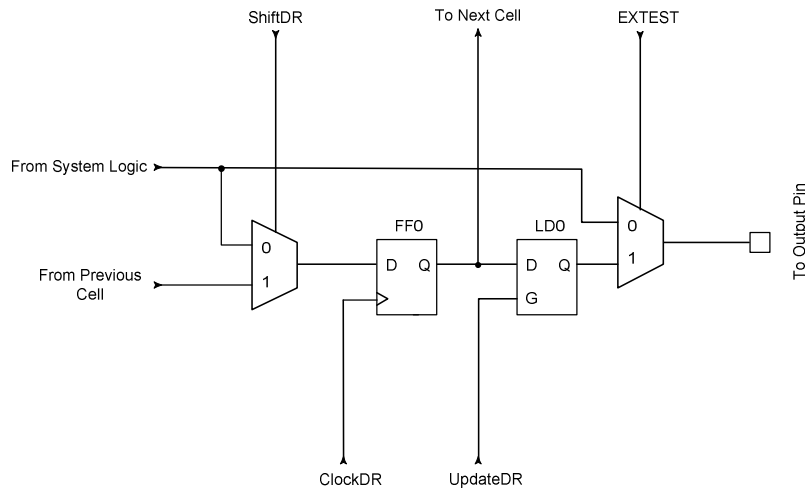 ShiftDR
To Next Cell
EXTEST
From System Logic
To Output Pin
FF0
LD0
0
0
From Previous
Cell
1
D Q
D Q
1
G
ClockDR
UpdateDR